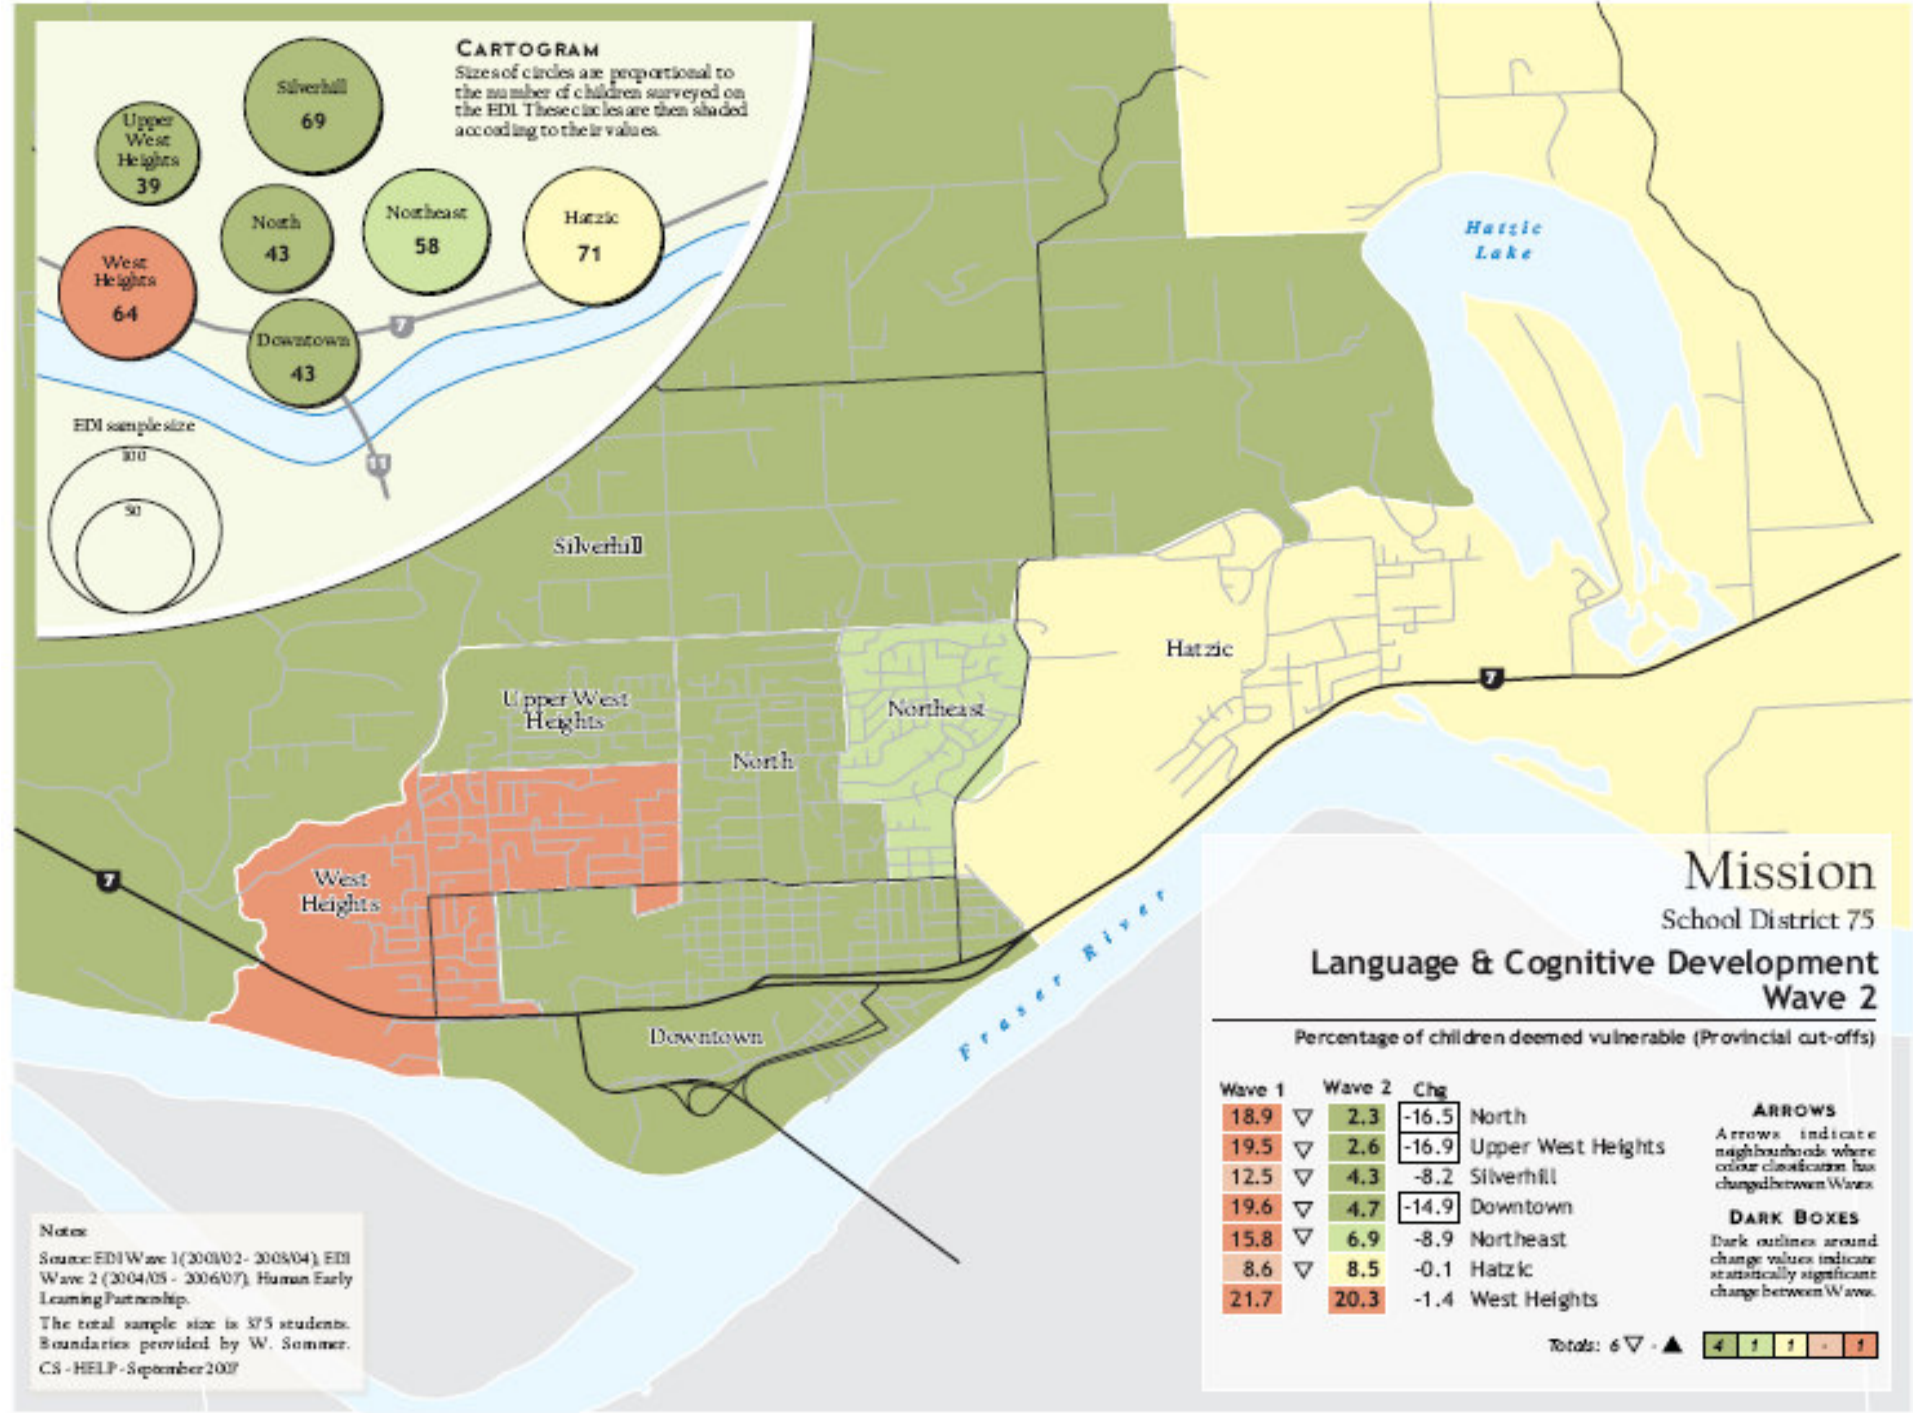 CARTOGRAM
Sizes of circles are proportional to
the number of children surveyed on
the EDI. These circles are then shaded
according to their values.
Silverhill
69
Upper
West
Heights
39
North
43
Northeast
58
Hatzic
71
West
Heights
64
Downtown
43
7
11
EDI sample size
100
50
Hatzic
Lake
Silverhill
Hatzic
7
Upper West
Heights
Northeast
North
7
West
Heights
Downtown
Fraser River
Mission
School District 75
Language & Cognitive Development
Wave 2
Percentage of children deemed vulnerable (Provincial cut-offs)
Wave 1 Wave 2 Chg
18.9 ▽ 2.3 -16.5 North
19.5 ▽ 2.6 -16.9 Upper West Heights
12.5 ▽ 4.3 -8.2 Silverhill
19.6 ▽ 4.7 -14.9 Downtown
15.8 ▽ 6.9 -8.9 Northeast
8.6 ▽ 8.5 -0.1 Hatzic
21.7 20.3 -1.4 West Heights
ARROWS
Arrows indicate
neighbourhoods where
colour classification has
changed between Waves
DARK BOXES
Dark outlines around
change values indicate
statistically significant
change between Waves.
Totals: 6 ▽ - ▲ 4 1 1 - 1
Notes
Source: EDI Wave 1 (2001/02 - 2003/04); EDI
Wave 2 (2004/05 - 2006/07); Human Early
Learning Partnership.
The total sample size is 375 students.
Boundaries provided by W. Sommer.
CS - HELP - September 2007